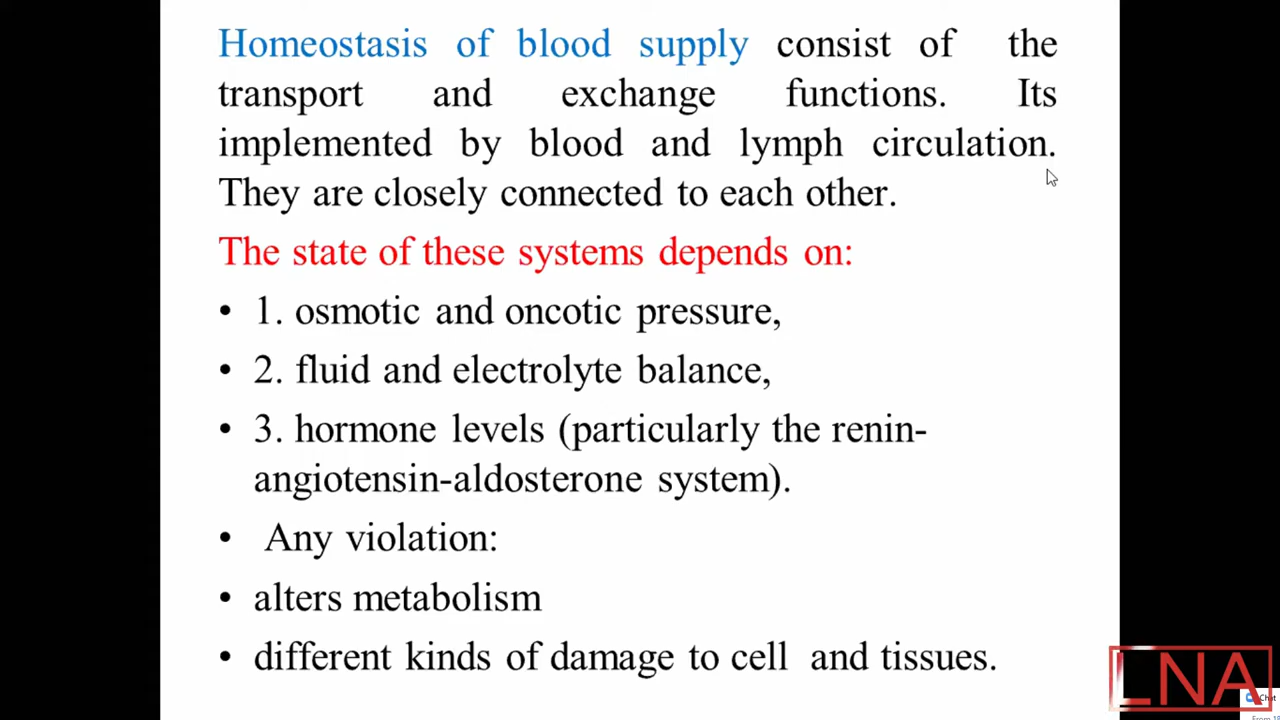 Homeostasis of blood supply consist of the
transport and exchange functions. Its
implemented by blood and lymph circulation.
They are closely connected to each other.
The state of these systems depends on:
• 1. osmotic and oncotic pressure,
• 2. fluid and electrolyte balance,
• 3. hormone levels (particularly the renin-
angiotensin-aldosterone system).
• Any violation:
• alters metabolism
• different kinds of damage to cell and tissues.
LNA
Chat